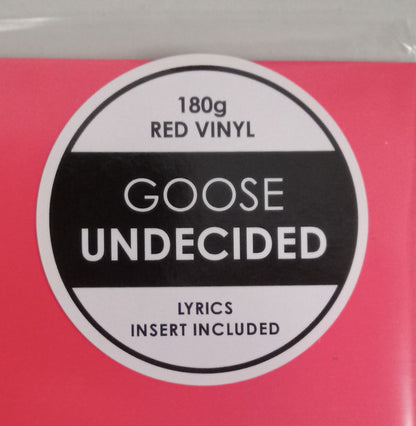 180g
RED VINYL
GOOSE
UNDECIDED
LYRICS
INSERT INCLUDED